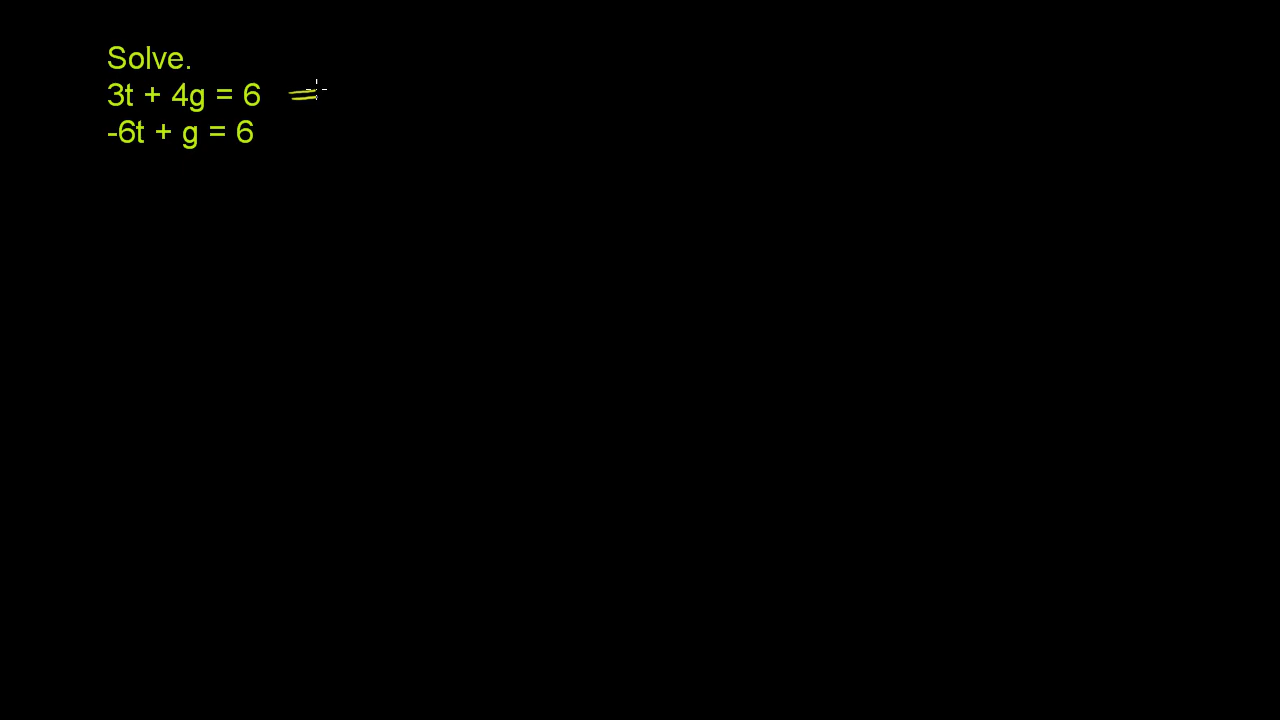 Solve.
3t + 4g = 6 =
-6t + g = 6